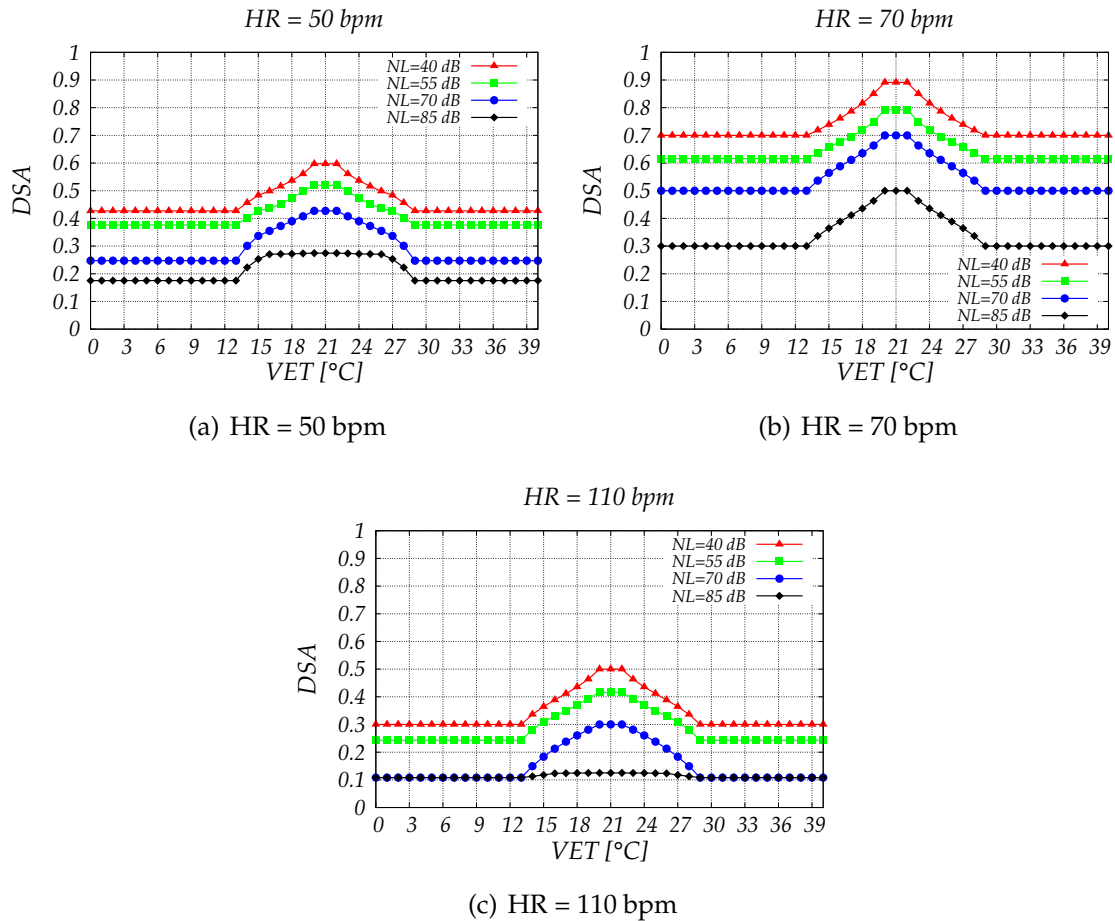 HR = 50 bpm
1
0.9
0.8
0.7
0.6
0.5
0.4
0.3
0.2
0.1
0
DSA
NL=40 dB
NL=55 dB
NL=70 dB
NL=85 dB
0 3 6 9 12 15 18 21 24 27 30 33 36 39
VET [°C]
(a) HR = 50 bpm
HR = 70 bpm
1
0.9
0.8
0.7
0.6
0.5
0.4
0.3
0.2
0.1
0
DSA
NL=40 dB
NL=55 dB
NL=70 dB
NL=85 dB
0 3 6 9 12 15 18 21 24 27 30 33 36 39
VET [°C]
(b) HR = 70 bpm
HR = 110 bpm
1
0.9
0.8
0.7
0.6
0.5
0.4
0.3
0.2
0.1
0
DSA
NL=40 dB
NL=55 dB
NL=70 dB
NL=85 dB
0 3 6 9 12 15 18 21 24 27 30 33 36 39
VET [°C]
(c) HR = 110 bpm